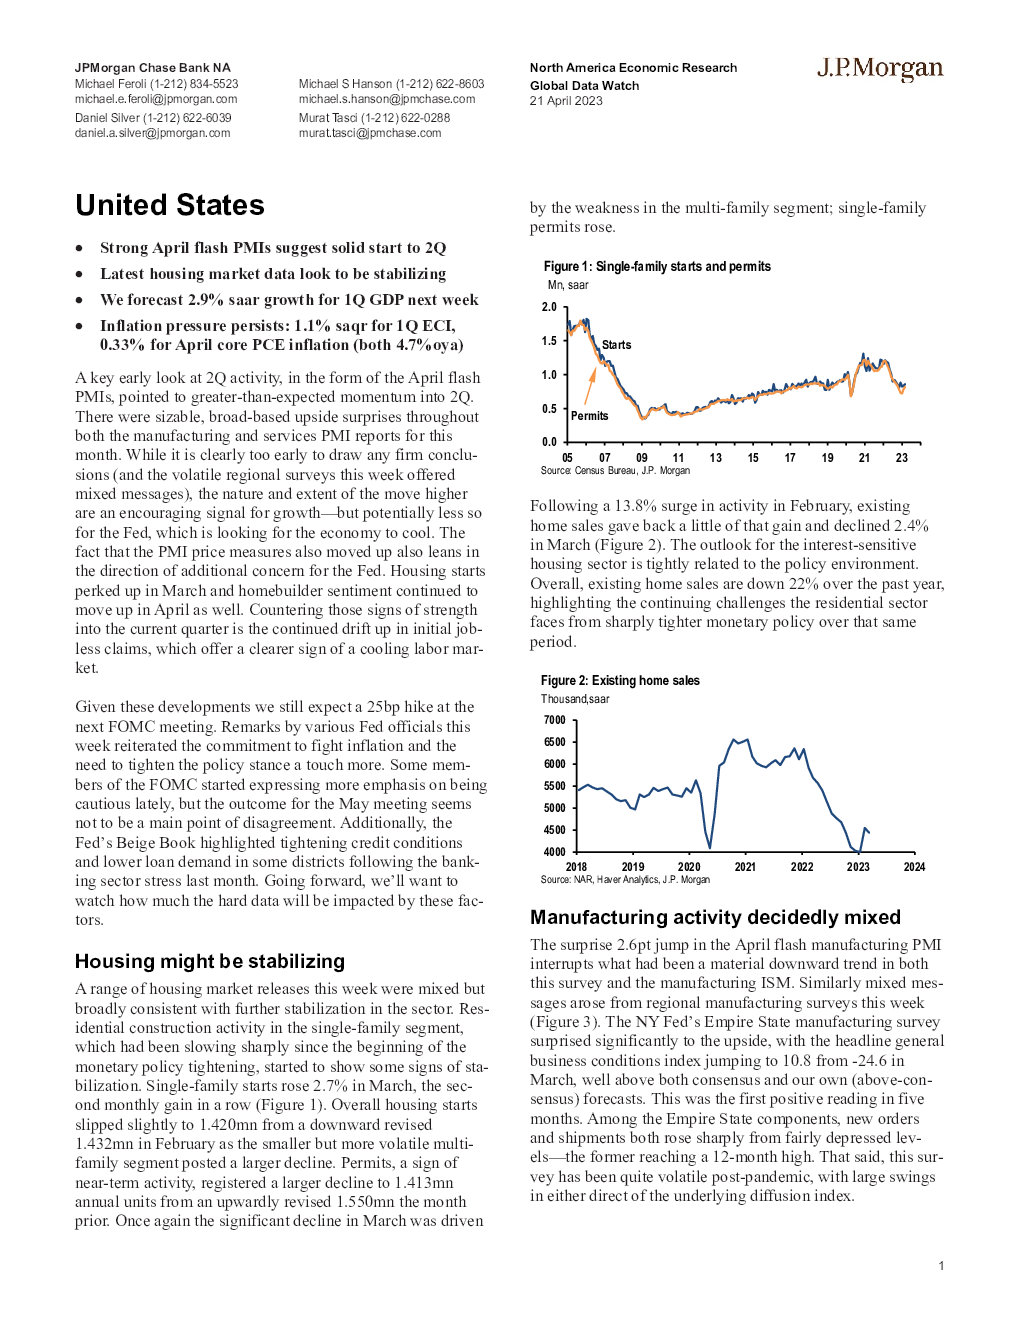 JPMorgan Chase Bank NA
Michael Feroli (1-212) 834-5523
michael.e.feroli@jpmorgan.com
Daniel Silver (1-212) 622-6039
daniel.a.silver@jpmorgan.com
Michael S Hanson (1-212) 622-8603
michael.s.hanson@jpmchase.com
Murat Tasci (1-212) 622-0288
murat.tasci@jpmchase.com
North America Economic Research
Global Data Watch
21 April 2023
J.P.Morgan
United States
• Strong April flash PMIs suggest solid start to 2Q
• Latest housing market data look to be stabilizing
• We forecast 2.9% saar growth for 1Q GDP next week
• Inflation pressure persists: 1.1% saqr for 1Q ECI,
0.33% for April core PCE inflation (both 4.7%oya)
A key early look at 2Q activity, in the form of the April flash
PMIs, pointed to greater-than-expected momentum into 2Q.
There were sizable, broad-based upside surprises throughout
both the manufacturing and services PMI reports for this
month. While it is clearly too early to draw any firm conclu-
sions (and the volatile regional surveys this week offered
mixed messages), the nature and extent of the move higher
are an encouraging signal for growth—but potentially less so
for the Fed, which is looking for the economy to cool. The
fact that the PMI price measures also moved up also leans in
the direction of additional concern for the Fed. Housing starts
perked up in March and homebuilder sentiment continued to
move up in April as well. Countering those signs of strength
into the current quarter is the continued drift up in initial job-
less claims, which offer a clearer sign of a cooling labor mar-
ket.
Given these developments we still expect a 25bp hike at the
next FOMC meeting. Remarks by various Fed officials this
week reiterated the commitment to fight inflation and the
need to tighten the policy stance a touch more. Some mem-
bers of the FOMC started expressing more emphasis on being
cautious lately, but the outcome for the May meeting seems
not to be a main point of disagreement. Additionally, the
Fed's Beige Book highlighted tightening credit conditions
and lower loan demand in some districts following the bank-
ing sector stress last month. Going forward, we'll want to
watch how much the hard data will be impacted by these fac-
tors.
Housing might be stabilizing
A range of housing market releases this week were mixed but
broadly consistent with further stabilization in the sector. Res-
idential construction activity in the single-family segment,
which had been slowing sharply since the beginning of the
monetary policy tightening, started to show some signs of sta-
bilization. Single-family starts rose 2.7% in March, the sec-
ond monthly gain in a row (Figure 1). Overall housing starts
slipped slightly to 1.420mn from a downward revised
1.432mn in February as the smaller but more volatile multi-
family segment posted a larger decline. Permits, a sign of
near-term activity, registered a larger decline to 1.413mn
annual units from an upwardly revised 1.550mn the month
prior. Once again the significant decline in March was driven
by the weakness in the multi-family segment; single-family
permits rose.
Figure 1: Single-family starts and permits
Mn, saar
2.0
1.5
1.0
0.5
0.0
Starts
Permits
05 07 09 11 13 15 17 19 21 23
Source: Census Bureau, J.P. Morgan
Following a 13.8% surge in activity in February, existing
home sales gave back a little of that gain and declined 2.4%
in March (Figure 2). The outlook for the interest-sensitive
housing sector is tightly related to the policy environment.
Overall, existing home sales are down 22% over the past year,
highlighting the continuing challenges the residential sector
faces from sharply tighter monetary policy over that same
period.
Figure 2: Existing home sales
Thousand,saar
7000
6500
6000
5500
5000
4500
4000
2018 2019 2020 2021 2022 2023 2024
Source: NAR, Haver Analytics, J.P. Morgan
Manufacturing activity decidedly mixed
The surprise 2.6pt jump in the April flash manufacturing PMI
interrupts what had been a material downward trend in both
this survey and the manufacturing ISM. Similarly mixed mes-
sages arose from regional manufacturing surveys this week
(Figure 3). The NY Fed's Empire State manufacturing survey
surprised significantly to the upside, with the headline general
business conditions index jumping to 10.8 from -24.6 in
March, well above both consensus and our own (above-con-
sensus) forecasts. This was the first positive reading in five
months. Among the Empire State components, new orders
and shipments both rose sharply from fairly depressed lev-
els—the former reaching a 12-month high. That said, this sur-
vey has been quite volatile post-pandemic, with large swings
in either direct of the underlying diffusion index.
1